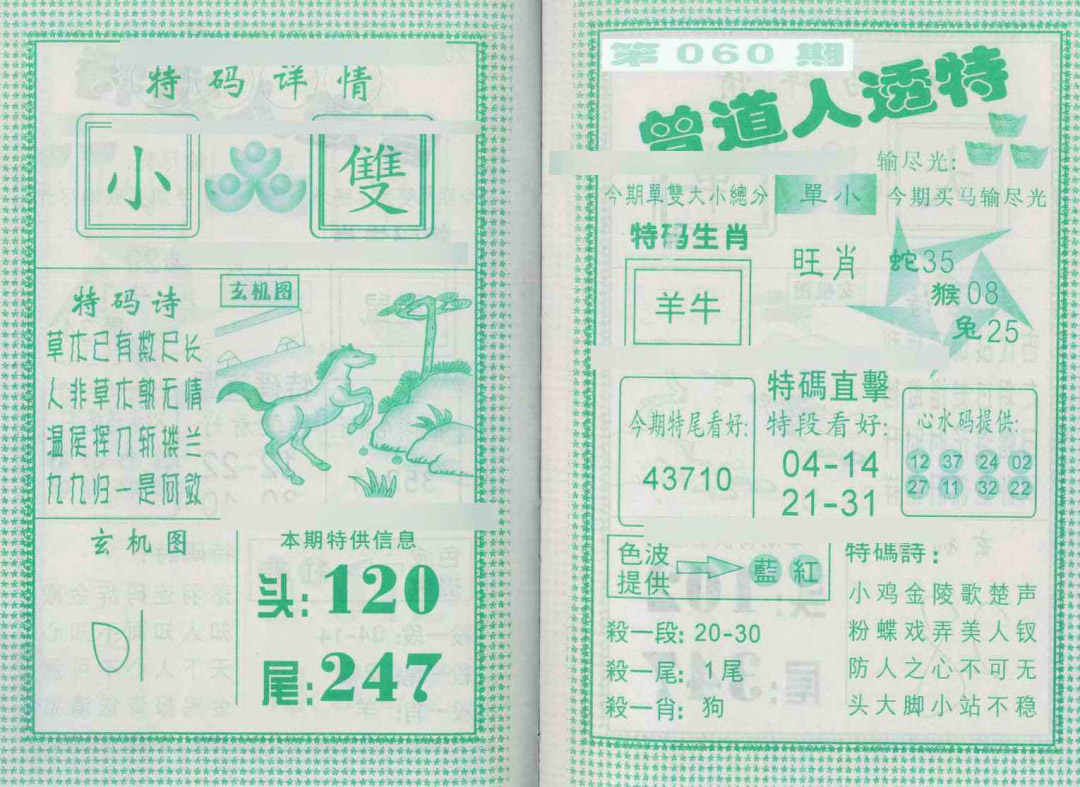 特码详情
小
雙
特码诗
草木已有數尺长
人非草木孰无情
温侯挥刀斩楼兰
九九归一是何数
玄机图
玄机图
本期特供信息
头:120
尾:247
第060期
曾道人透特
今期單雙大小總分
單小
输尽光:
今期买马输尽光
特码生肖
羊牛
旺肖
蛇35
猴08
兔25
特碼直擊
今期特尾看好:
43710
特段看好:
04-14
21-31
心水码提供:
12 37 24 02
27 11 32 22
色波
提供
藍紅
殺一段: 20-30
殺一尾: 1尾
殺一肖: 狗
特碼詩:
小鸡金陵歌楚声
粉蝶戏弄美人钗
防人之心不可无
头大脚小站不稳